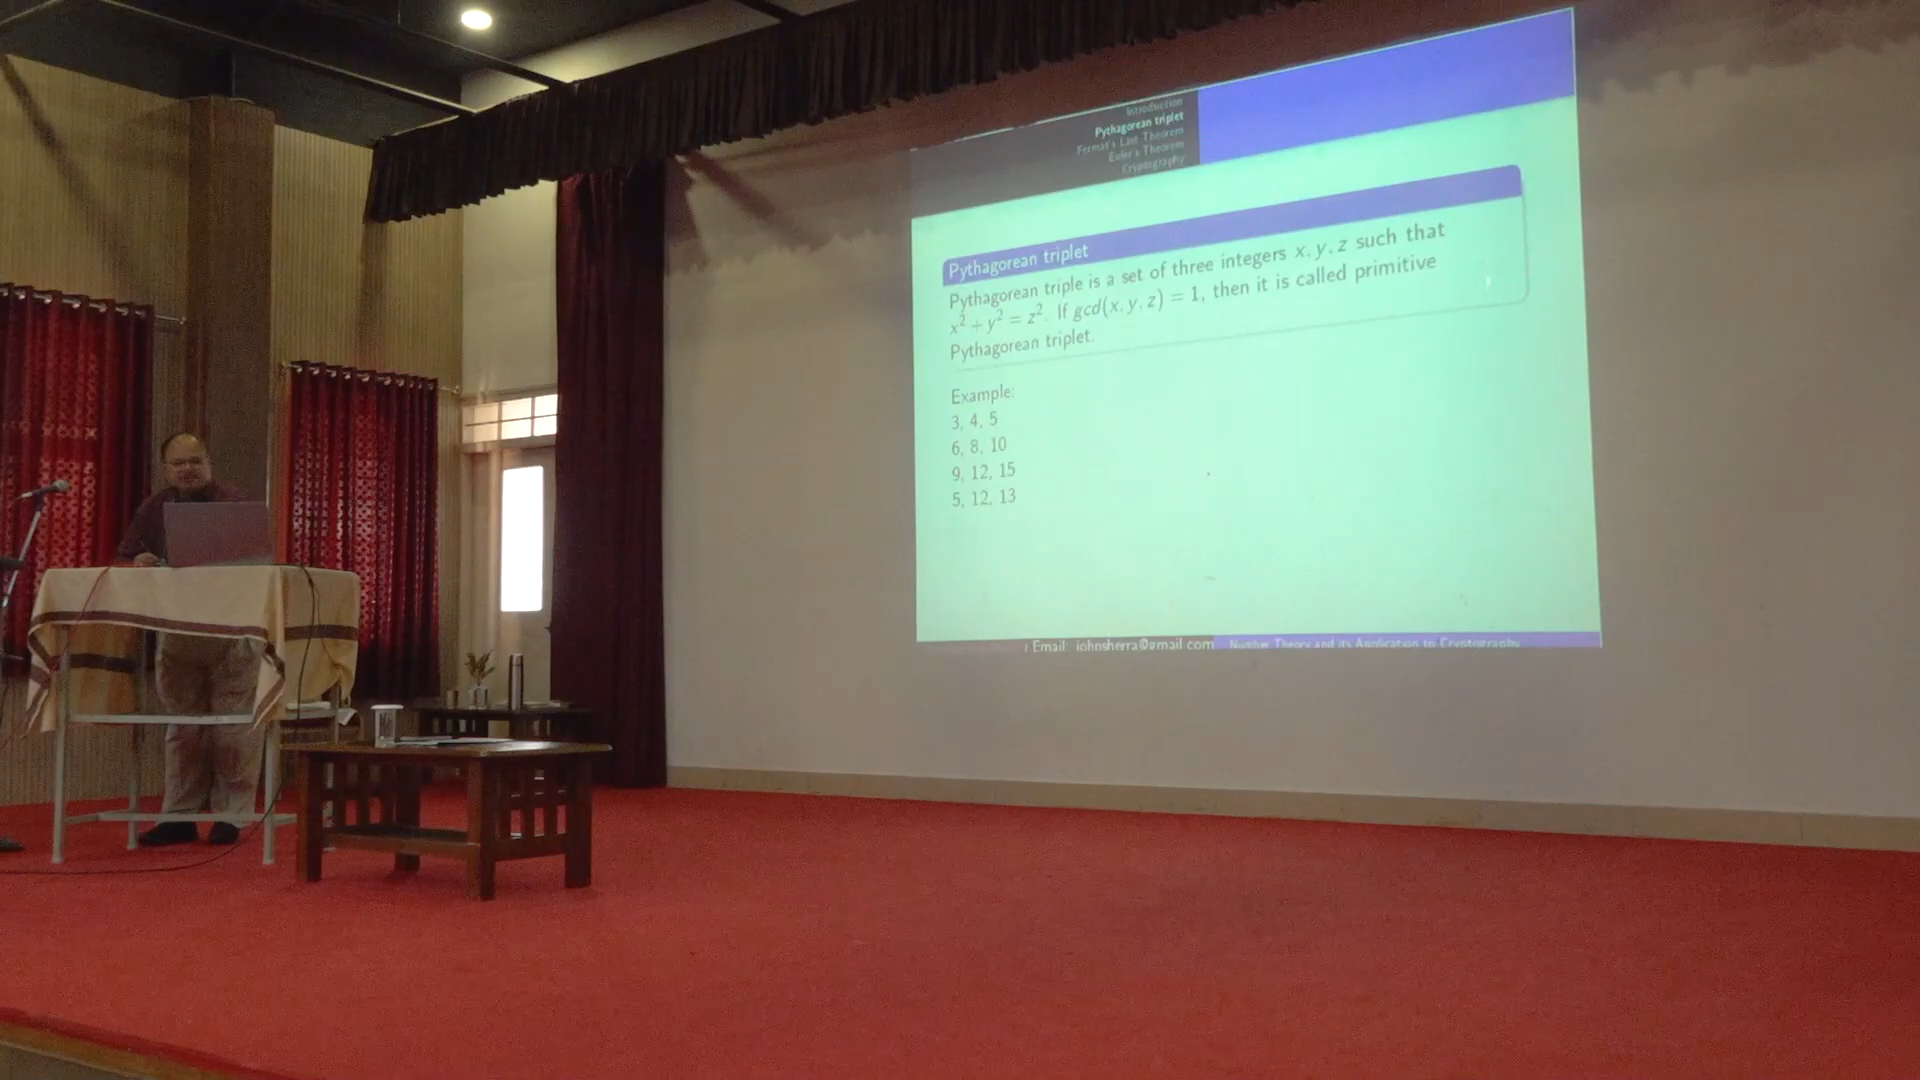 Introduction
Pythagorean triplet
Fermat's Last Theorem
Euler's Theorem
Cryptography
Pythagorean triplet
Pythagorean triple is a set of three integers x, y, z such that
x² + y² = z². If gcd(x, y, z) = 1, then it is called primitive
Pythagorean triplet.
Example:
3, 4, 5
6, 8, 10
9, 12, 15
5, 12, 13
Email: johnsherra@gmail.com
Number Theory and its Application to Cryptography